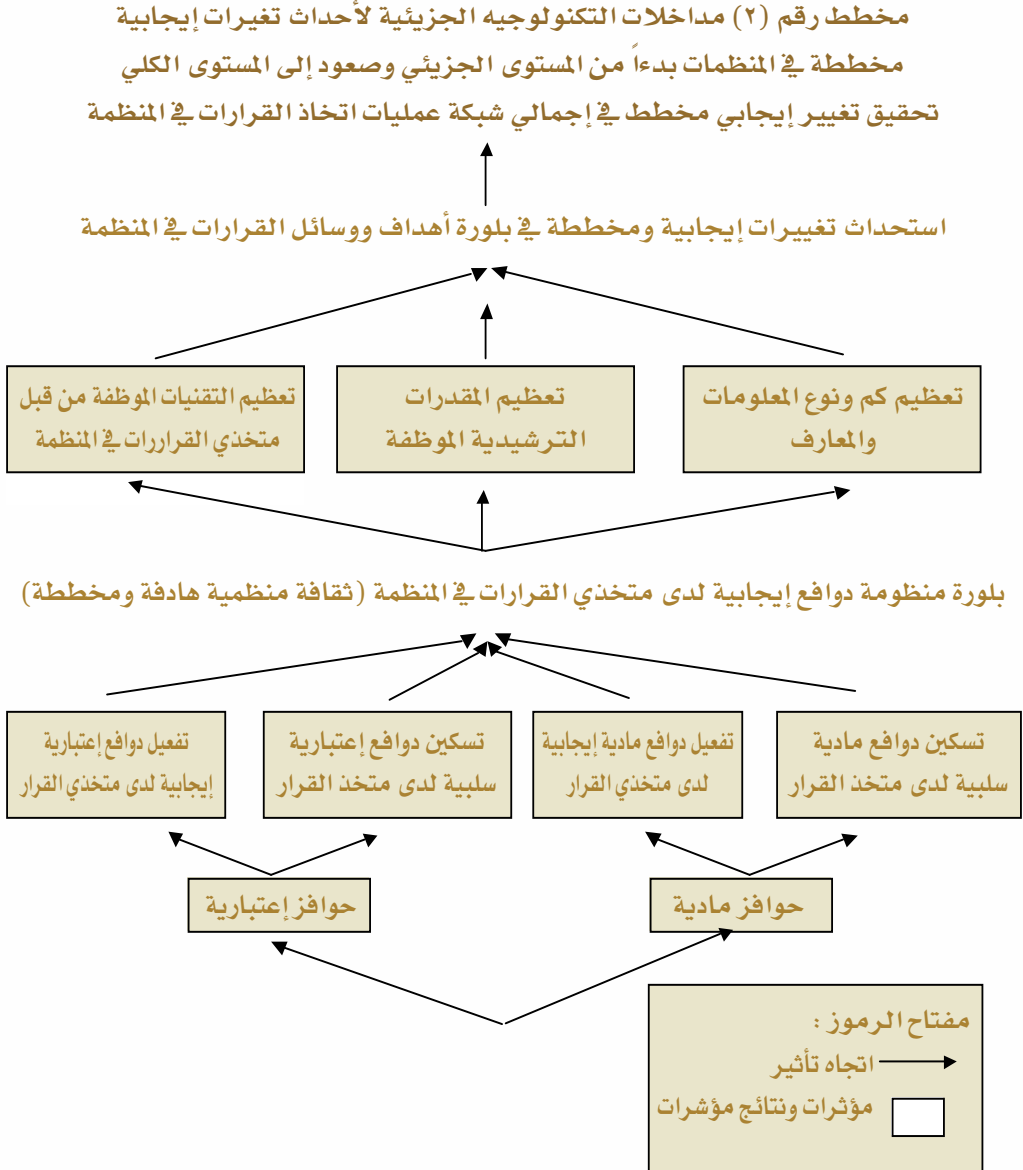 مخطط رقم (٢) مداخلات التكنولوجيه الجزيئية لأحداث تغيرات إيجابية
مخططة في المنظمات بدءاً من المستوى الجزيئي وصعود إلى المستوى الكلي
تحقيق تغيير إيجابي مخطط في إجمالي شبكة عمليات اتخاذ القرارات في المنظمة
استحداث تغييرات إيجابية ومخططة في بلورة أهداف ووسائل القرارات في المنظمة
تعظيم كم ونوع المعلومات
والمعارف
تعظيم المقدرات
الترشيدية الموظفة
تعظيم التقنيات الموظفة من قبل
متخذي القراررات في المنظمة
بلورة منظومة دوافع إيجابية لدى متخذي القرارات في المنظمة (ثقافة منظمية هادفة ومخططة)
تسكين دوافع مادية
سلبية لدى متخذ القرار
تفعيل دوافع مادية إيجابية
لدى متخذي القرار
تسكين دوافع إعتبارية
سلبية لدى متخذ القرار
تفعيل دوافع إعتبارية
إيجابية لدى متخذي القرار
حوافز مادية
حوافز إعتبارية
مفتاح الرموز :
اتجاه تأثير
مؤثرات ونتائج مؤشرات